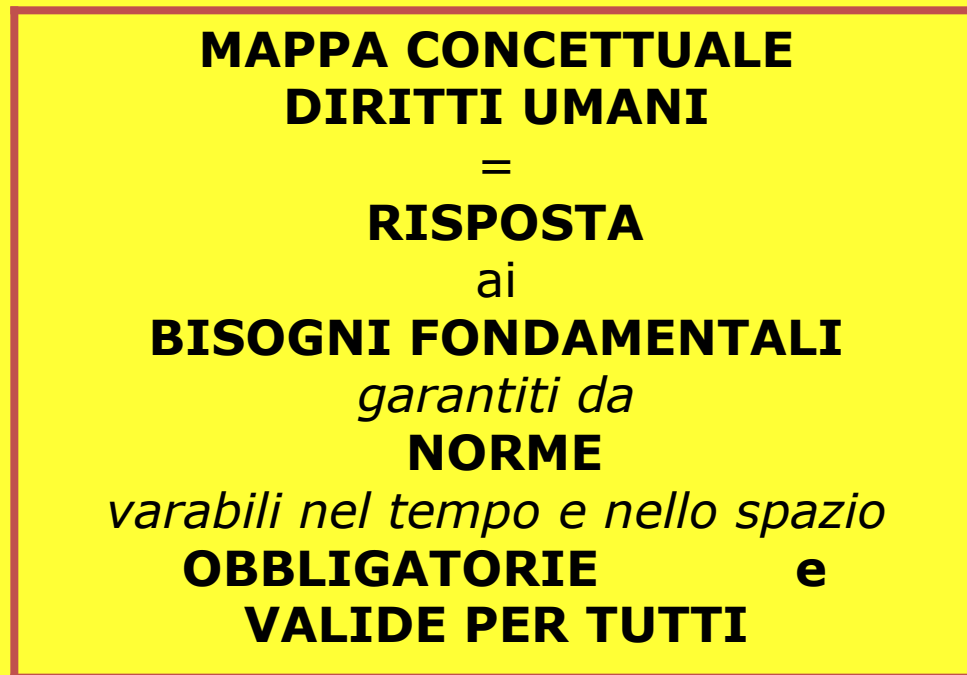 MAPPA CONCETTUALE
DIRITTI UMANI
=
RISPOSTA
ai
BISOGNI FONDAMENTALI
garantiti da
NORME
varabili nel tempo e nello spazio
OBBLIGATORIE e
VALIDE PER TUTTI